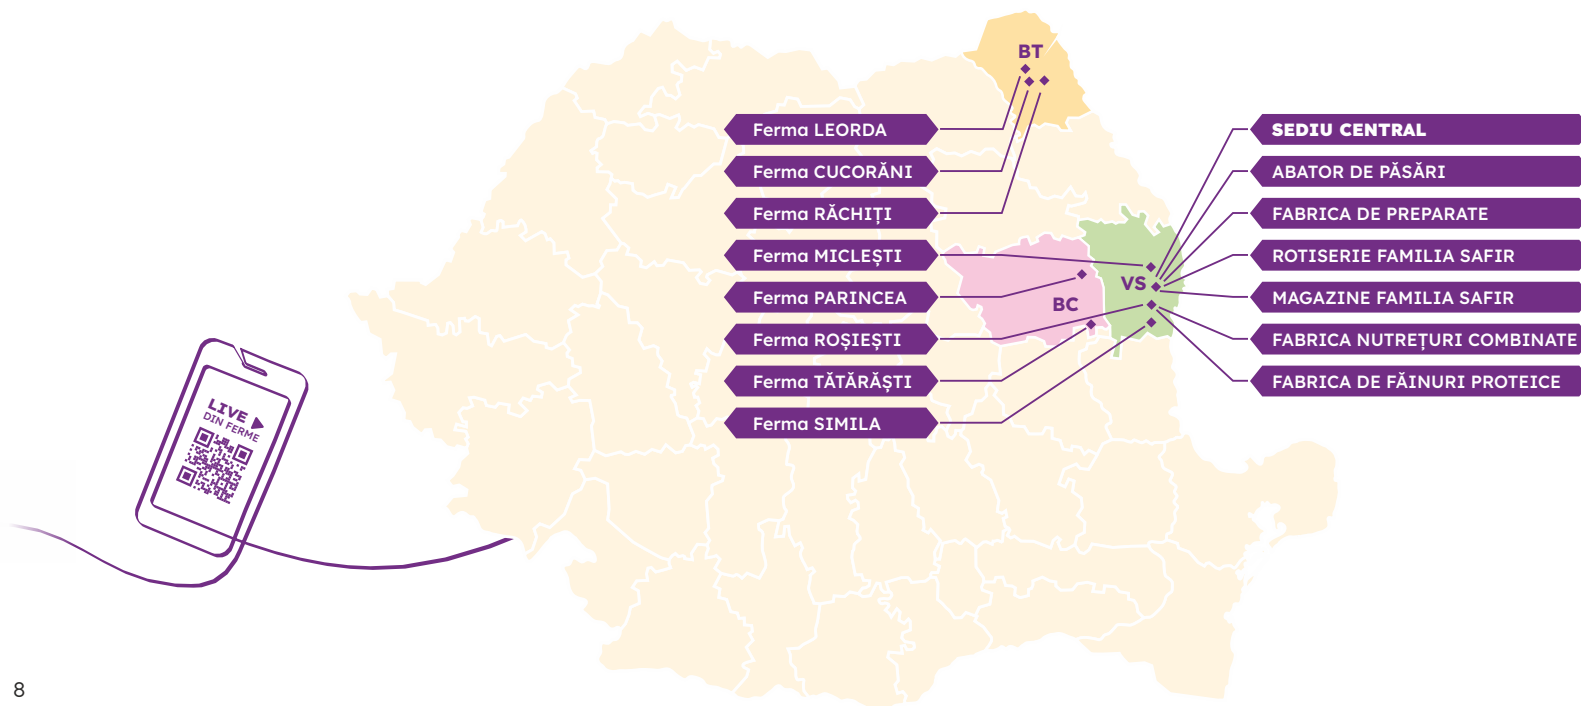 BT
Ferma LEORDA
Ferma CUCORĂNI
Ferma RĂCHIȚI
Ferma MICLEȘTI
Ferma PARINCEA
Ferma ROȘIEȘTI
Ferma TĂTĂRĂȘTI
Ferma SIMILA
VS
BC
SEDIU CENTRAL
ABATOR DE PĂSĂRI
FABRICA DE PREPARATE
ROTISERIE FAMILIA SAFIR
MAGAZINE FAMILIA SAFIR
FABRICA NUTREȚURI COMBINATE
FABRICA DE FĂINURI PROTEICE
LIVE
DIN FERME
8